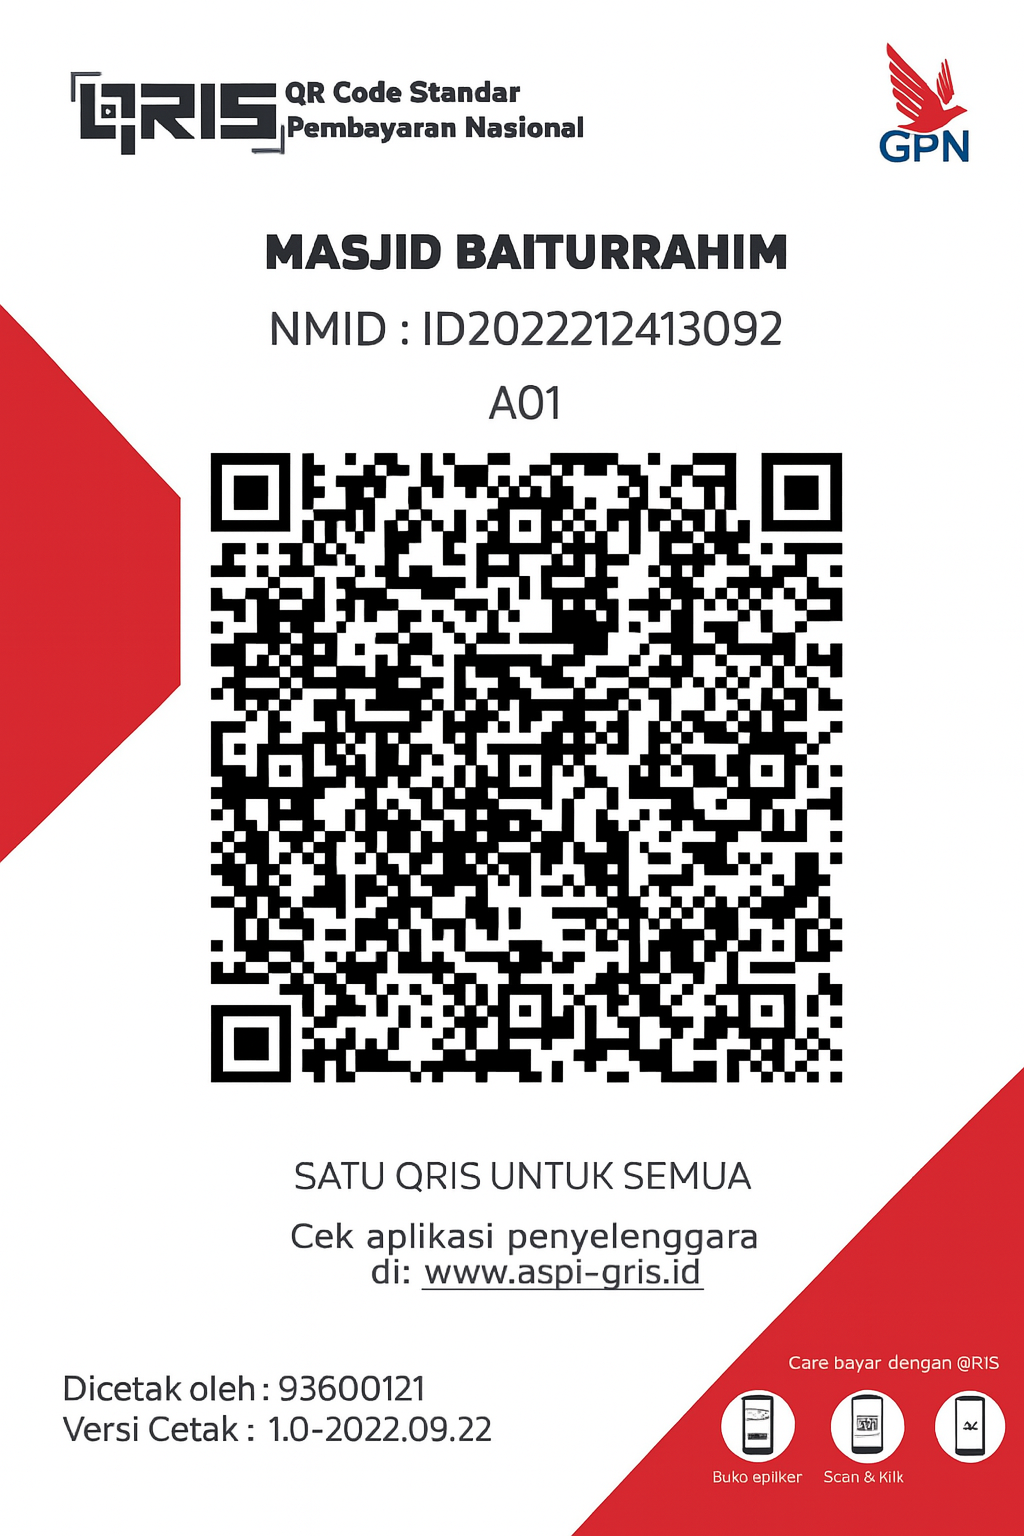 QRIS
QR Code Standar
Pembayaran Nasional
GPN
MASJID BAITURRAHIM
NMID : ID2022212413092
A01
SATU QRIS UNTUK SEMUA
Cek aplikasi penyelenggara
di: www.aspi-gris.id
Dicetak oleh : 93600121
Versi Cetak : 1.0-2022.09.22
Care bayar dengan @R1S
Buko epilker
Scan & Kilk